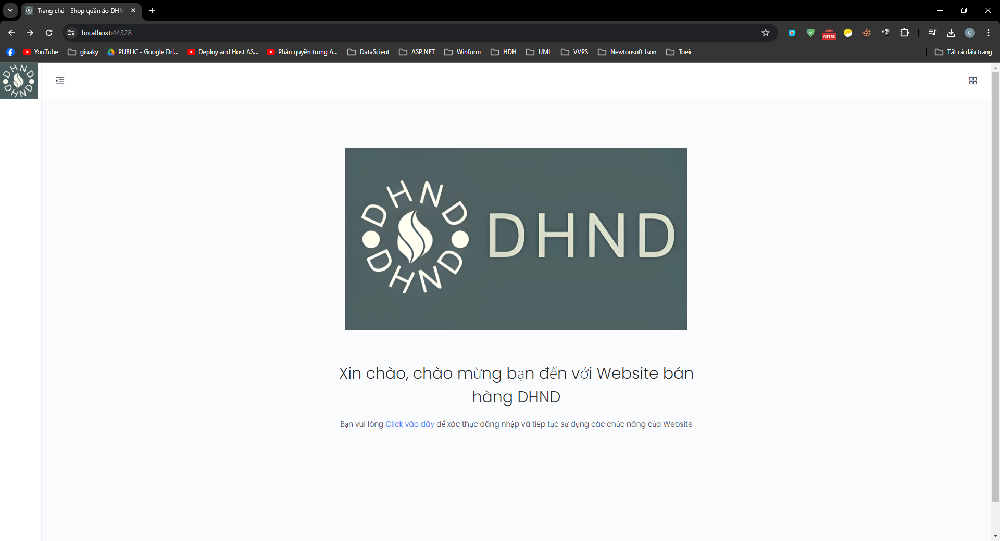 Trang chủ - Shop quần áo DHN
localhost:44328
20110
YouTube
giuaky
PUBLIC - Google Dri...
Deploy and Host AS...
Phân quyền trong A...
DataScient
ASP.NET
Winform
HDH
UML
VVPS
Newtonsoft Json
Toeic
Tất cả dấu trang
C
DHND
DHND
DHND
DHND
DHND
Xin chào, chào mừng bạn đến với Website bán
hàng DHND
Bạn vui lòng Click vào đây để xác thực đăng nhập và tiếp tục sử dụng các chức năng của Website